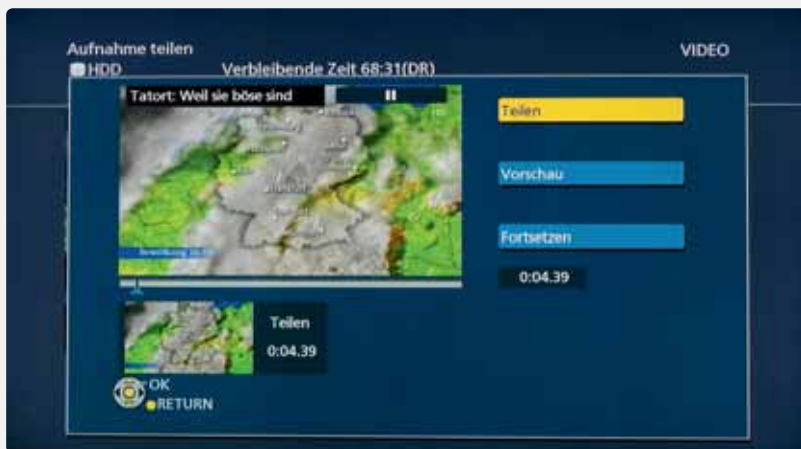 Aufnahme teilen
VIDEO
HDD Verbleibende Zeit 68:31(DR)
Tatort: Weil sie böse sind
Teilen
Vorschau
Fortsetzen
0:04.39
Teilen
0:04.39
OK
RETURN